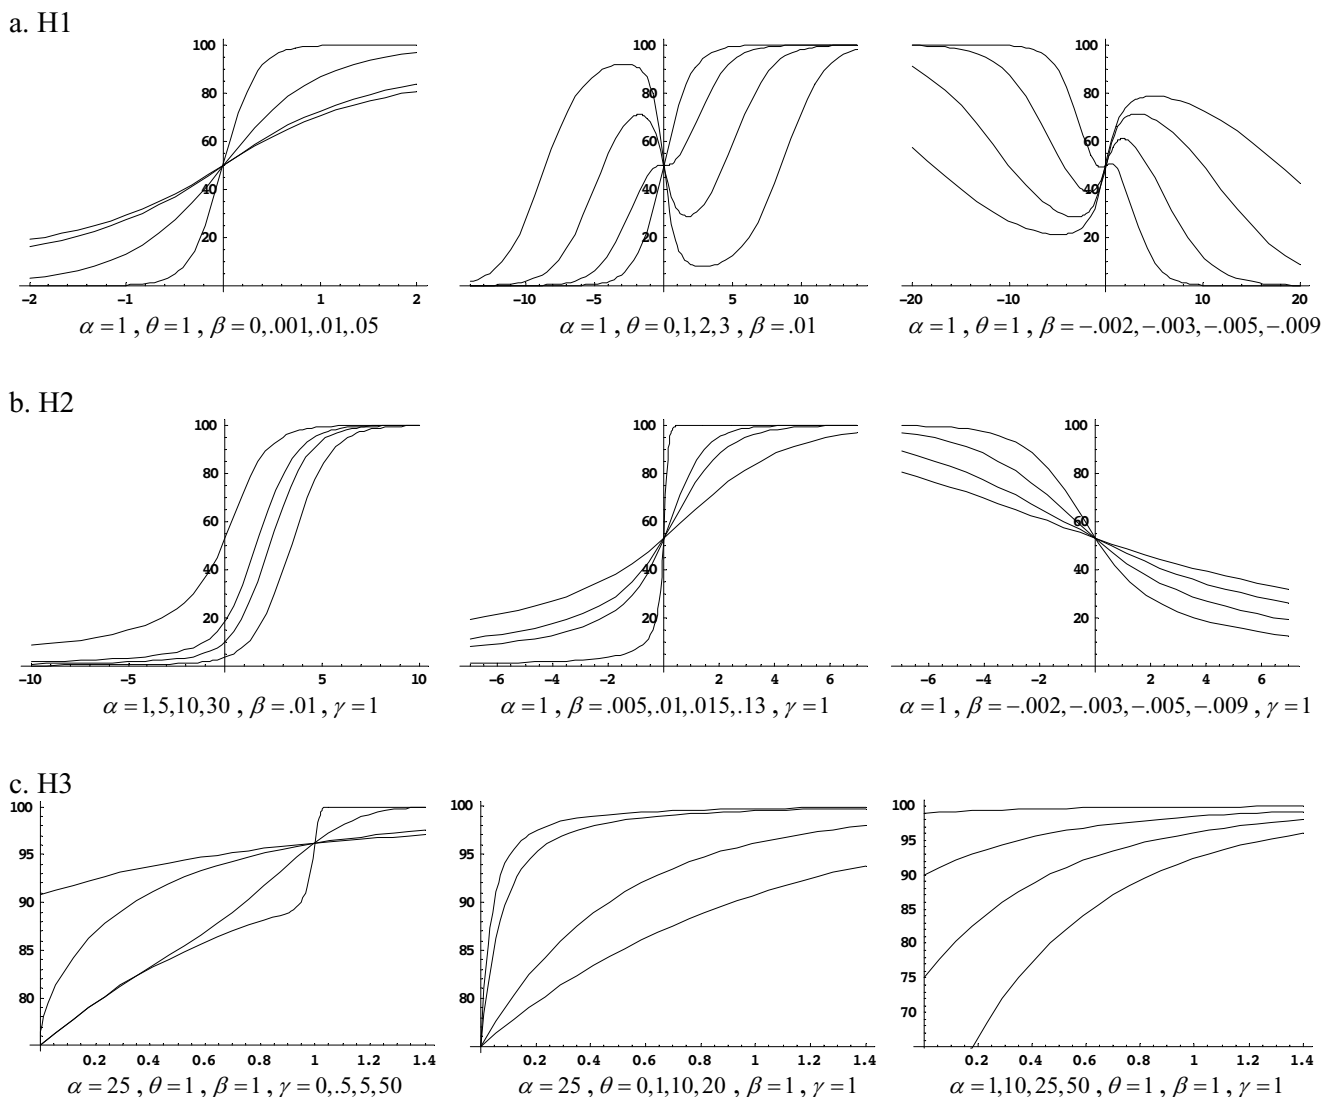 a. H1
100 80 60 40 20
-2 -1 1 2
α = 1 , θ = 1 , β = 0,.001,.01,.05
100 80 60 40 20
-10 -5 5 10
α = 1 , θ = 0,1,2,3 , β = .01
100 80 60 40 20
-20 -10 10 20
α = 1 , θ = 1 , β = −.002,−.003,−.005,−.009
b. H2
100 80 60 40 20
-10 -5 5 10
α = 1,5,10,30 , β = .01 , γ = 1
100 80 60 40 20
-6 -4 -2 2 4 6
α = 1 , β = .005,.01,.015,.13, γ = 1
100 80 60 40 20
-6 -4 -2 2 4 6
α = 1 , β = −.002,−.003,−.005,−.009 , γ = 1
c. H3
100 95 90 85 80
0.2 0.4 0.6 0.8 1 1.2 1.4
α = 25 , θ = 1 , β = 1 , γ = 0,.5,5,50
100 95 90 85 80
0.2 0.4 0.6 0.8 1 1.2 1.4
α = 25 , θ = 0,1,10,20 , β = 1 , γ = 1
100 95 90 85 80 75 70
0.2 0.4 0.6 0.8 1 1.2 1.4
α = 1,10,25,50 , θ = 1 , β = 1 , γ = 1